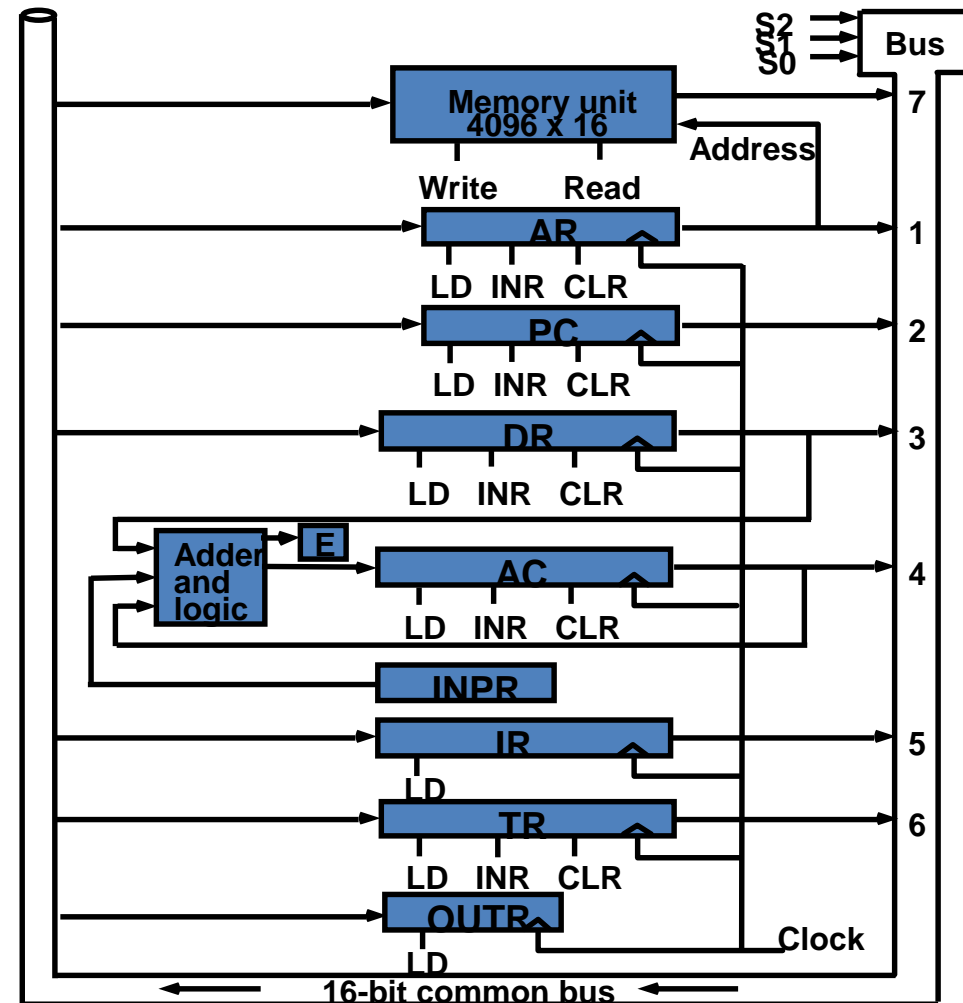 S2
S1
S0
Bus
Memory unit
4096 x 16
7
Address
Write Read
AR
1
LD INR CLR
PC
2
LD INR CLR
DR
3
LD INR CLR
E
Adder
and
logic
AC
4
LD INR CLR
INPR
IR
5
LD
TR
6
LD INR CLR
OUTR
Clock
LD
16-bit common bus